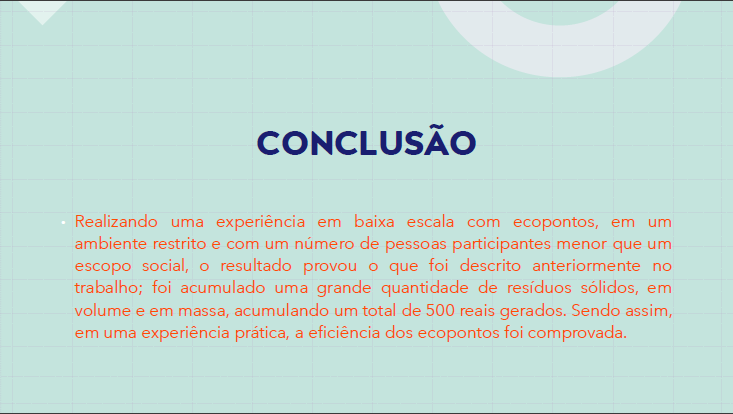 CONCLUSÃO
Realizando uma experiência em baixa escala com ecopontos, em um
ambiente restrito e com um número de pessoas participantes menor que um
escopo social, o resultado provou o que foi descrito anteriormente no
trabalho; foi acumulado uma grande quantidade de resíduos sólidos, em
volume e em massa, acumulando um total de 500 reais gerados. Sendo assim,
em uma experiência prática, a eficiência dos ecopontos foi comprovada.